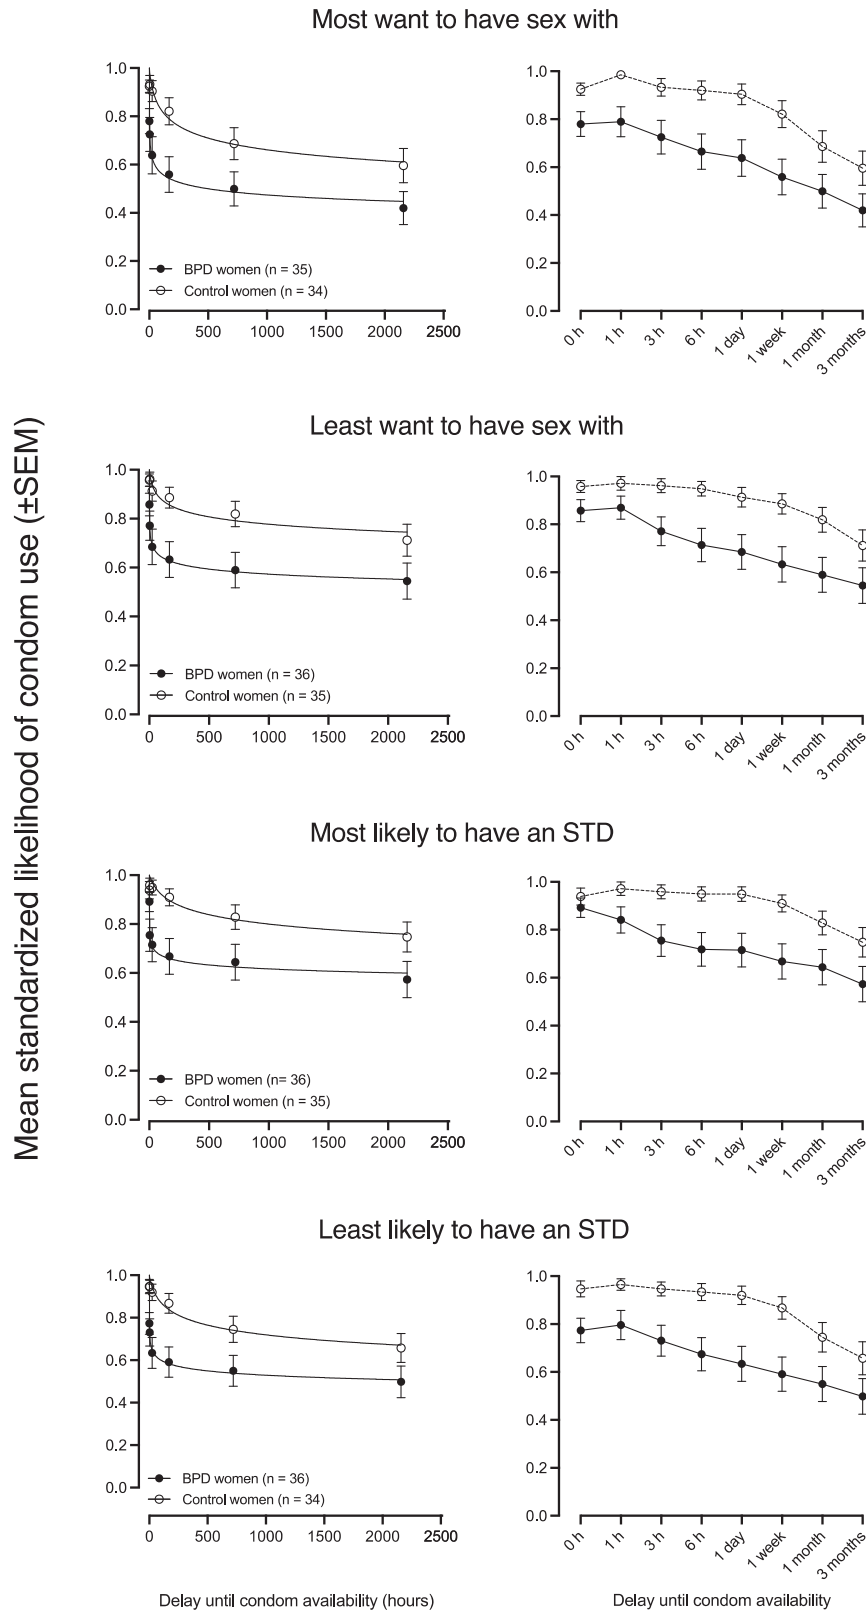 Most want to have sex with
1.0
0.8
0.6
0.4
0.2
0.0
BPD women (n = 35)
Control women (n = 34)
0 500 1000 1500 2000 2500
1.0
0.8
0.6
0.4
0.2
0.0
0 h 1 h 3 h 6 h 1 day 1 week 1 month 3 months
Mean standardized likelihood of condom use (±SEM)
Least want to have sex with
1.0
0.8
0.6
0.4
0.2
0.0
BPD women (n = 36)
Control women (n = 35)
0 500 1000 1500 2000 2500
1.0
0.8
0.6
0.4
0.2
0.0
0 h 1 h 3 h 6 h 1 day 1 week 1 month 3 months
Most likely to have an STD
1.0
0.8
0.6
0.4
0.2
0.0
BPD women (n= 36)
Control women (n = 35)
0 500 1000 1500 2000 2500
1.0
0.8
0.6
0.4
0.2
0.0
0 h 1 h 3 h 6 h 1 day 1 week 1 month 3 months
Least likely to have an STD
1.0
0.8
0.6
0.4
0.2
0.0
BPD women (n = 36)
Control women (n = 34)
0 500 1000 1500 2000 2500
Delay until condom availability (hours)
1.0
0.8
0.6
0.4
0.2
0.0
0 h 1 h 3 h 6 h 1 day 1 week 1 month 3 months
Delay until condom availability